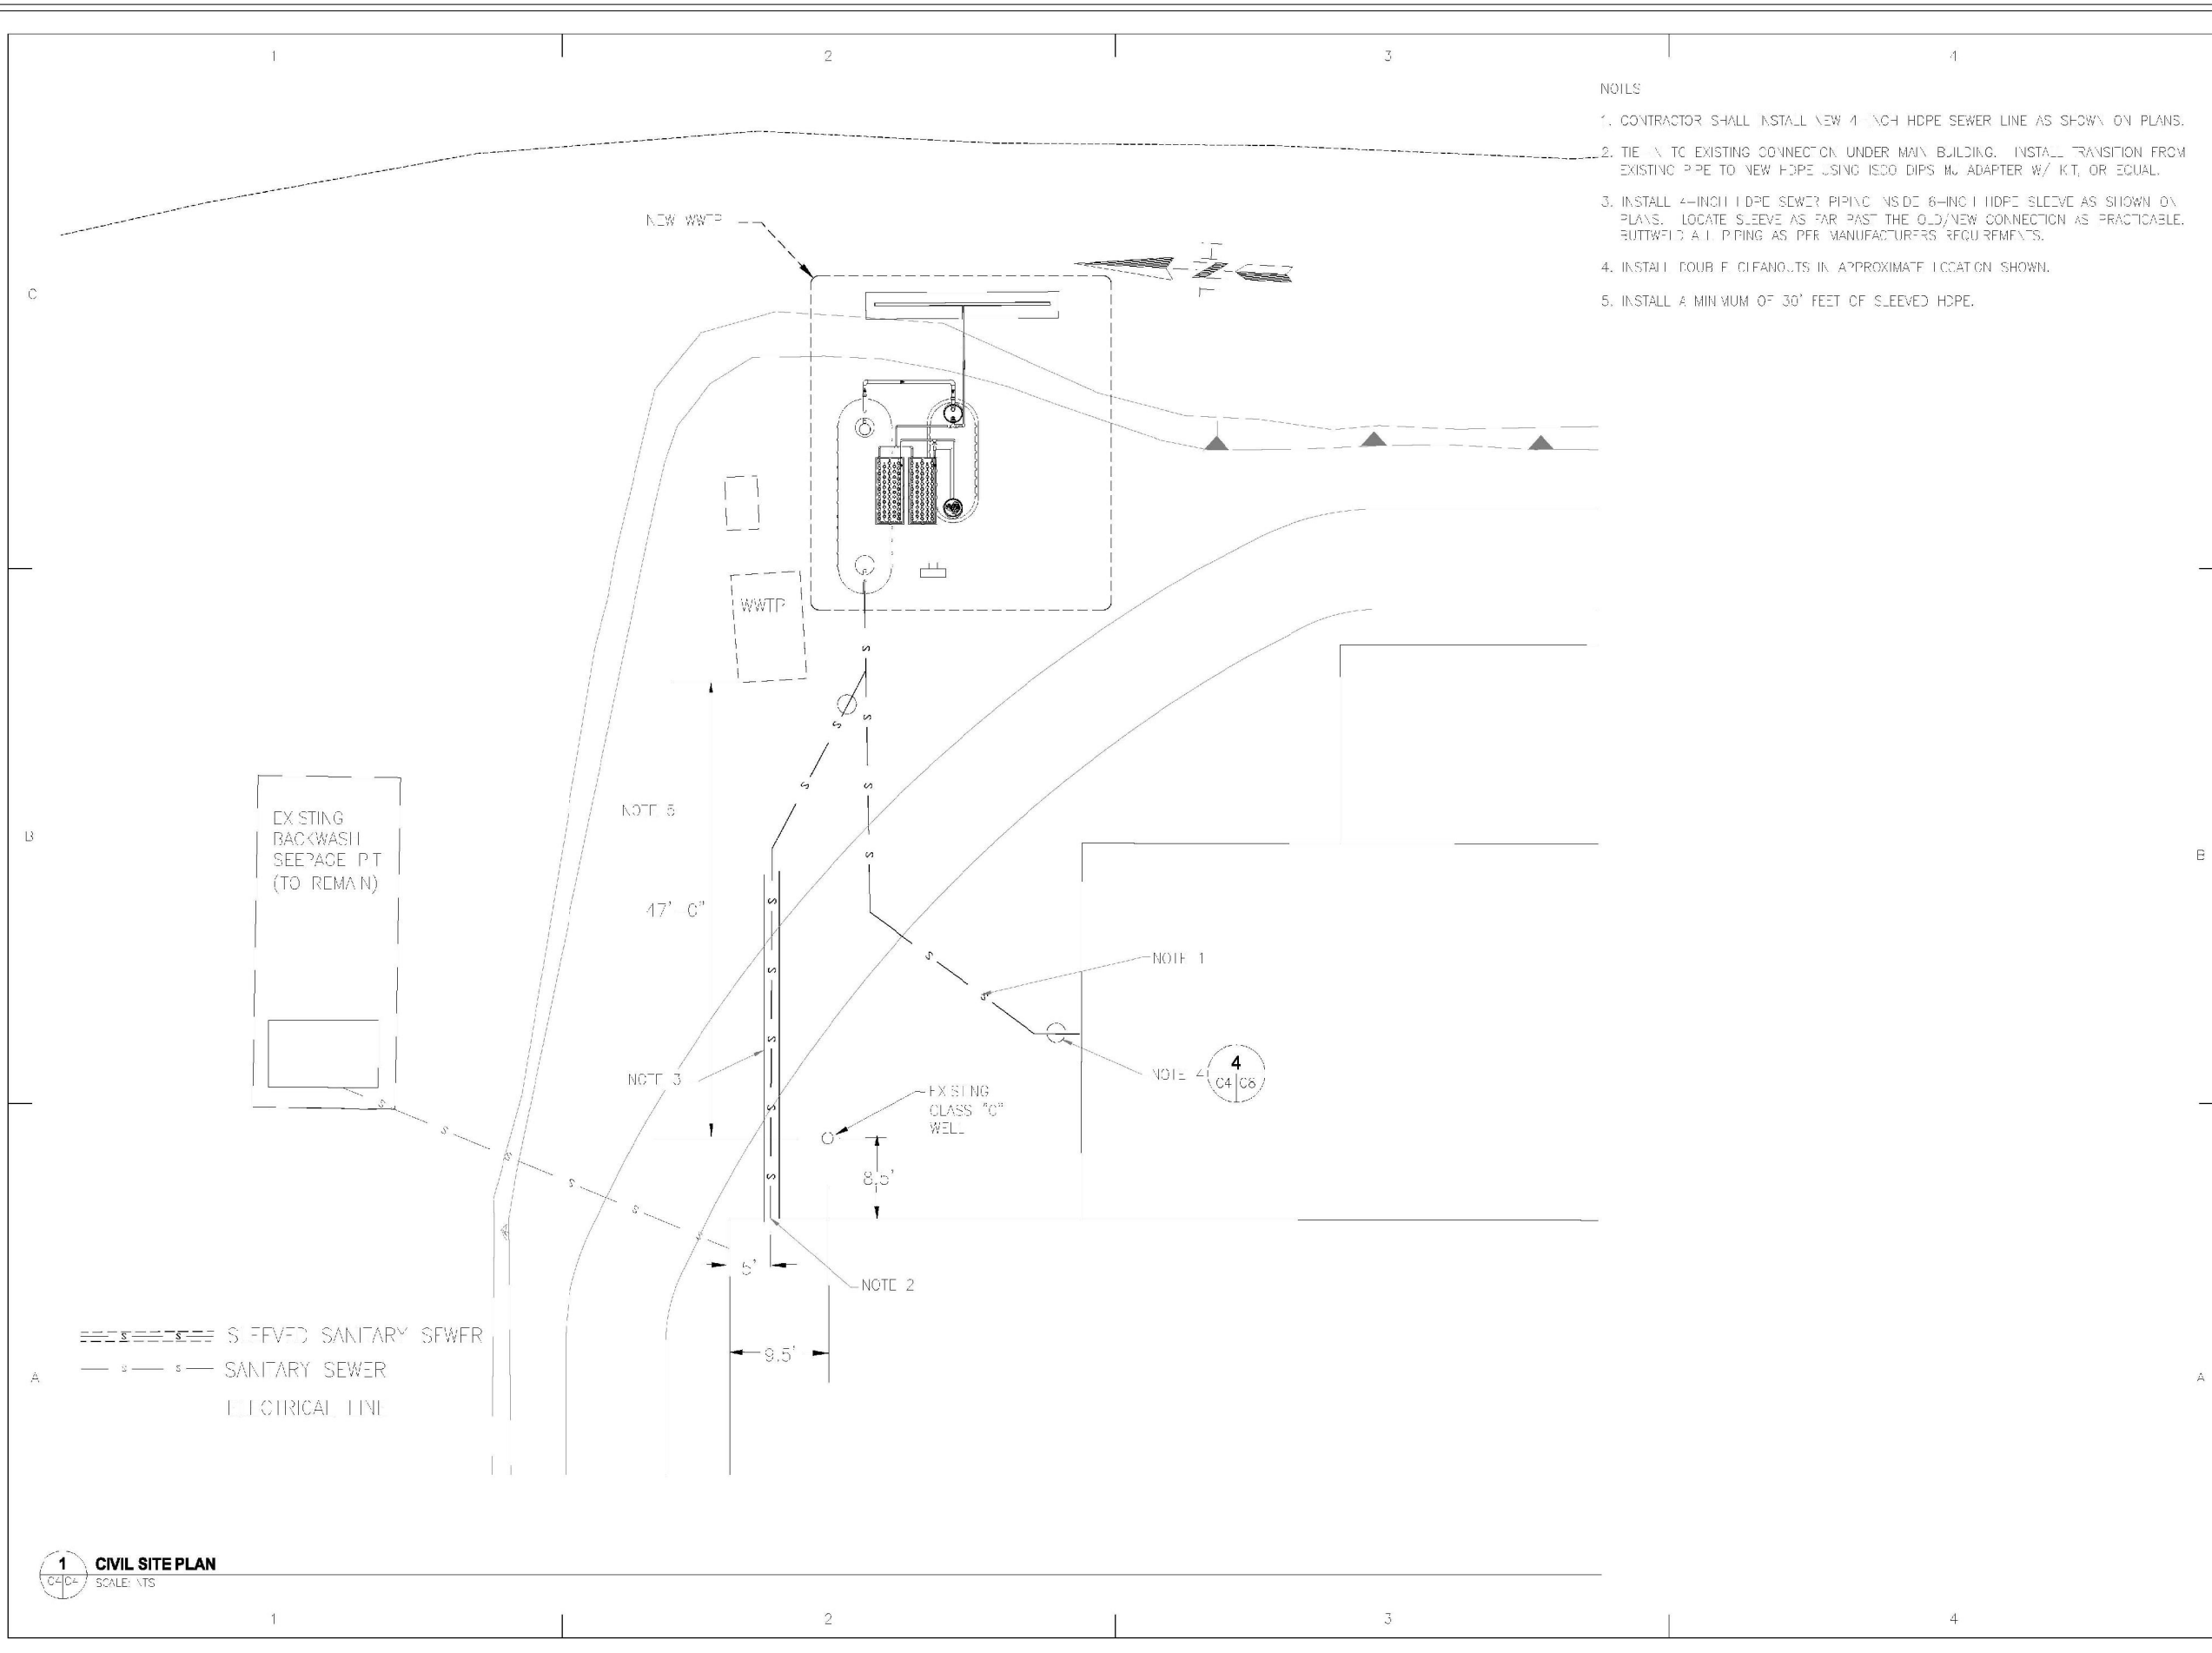 1 2 3 4
NOTES
1. CONTRACTOR SHALL INSTALL NEW 4-INCH HDPE SEWER LINE AS SHOWN ON PLANS.
2. TIE IN TO EXISTING CONNECTION UNDER MAIN BUILDING. INSTALL TRANSITION FROM
EXISTING PIPE TO NEW HDPE USING ISCO DIPS MJ ADAPTER W/ KIT, OR EQUAL.
3. INSTALL 4-INCH HDPE SEWER PIPING INSIDE 6-INCH HDPE SLEEVE AS SHOWN ON
PLANS. LOCATE SLEEVE AS FAR PAST THE OLD/NEW CONNECTION AS PRACTICABLE.
BUTTWELD ALL PIPING AS PER MANUFACTURERS REQUIREMENTS.
4. INSTALL DOUBLE CLEANOUTS IN APPROXIMATE LOCATION SHOWN.
5. INSTALL A MINIMUM OF 30' FEET OF SLEEVED HDPE.
NEW WWTP
C
WWTP
S
S
S
S
S
S
NOTE 5
EXISTING
BACKWASH
SEEPAGE PIT
(TO REMAIN)
B
B
S
47'-0"
S
S
NOTE 1
S
S
S
NOTE 3
NOTE 4
4
C4 C6
EXISTING
CLASS "C"
WELL
S
S
S
S
S
S
S
S
8.5'
NOTE 2
9.5'
S S SLEEVED SANITARY SEWER
S S SANITARY SEWER
ELECTRICAL LINE
A
A
1
C4 C4
CIVIL SITE PLAN
SCALE: NTS
1 2 3 4